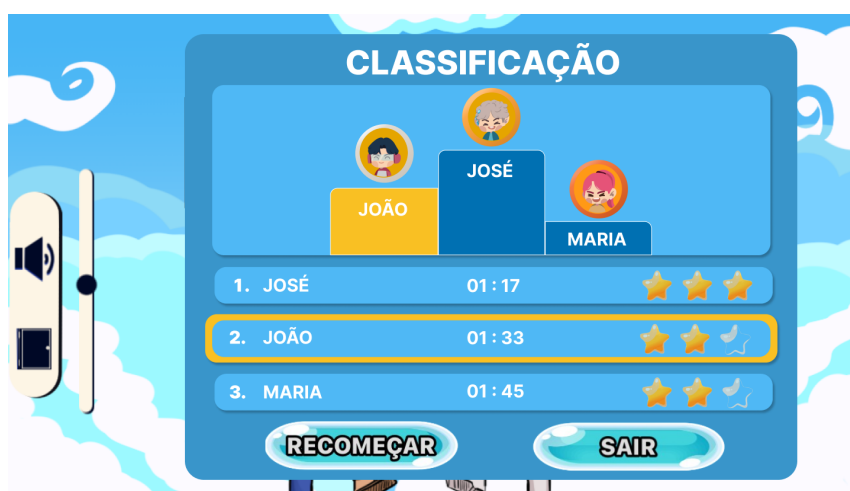 CLASSIFICAÇÃO
JOSÉ
JOÃO
MARIA
1. JOSÉ 01:17
2. JOÃO 01:33
3. MARIA 01:45
RECOMEÇAR SAIR